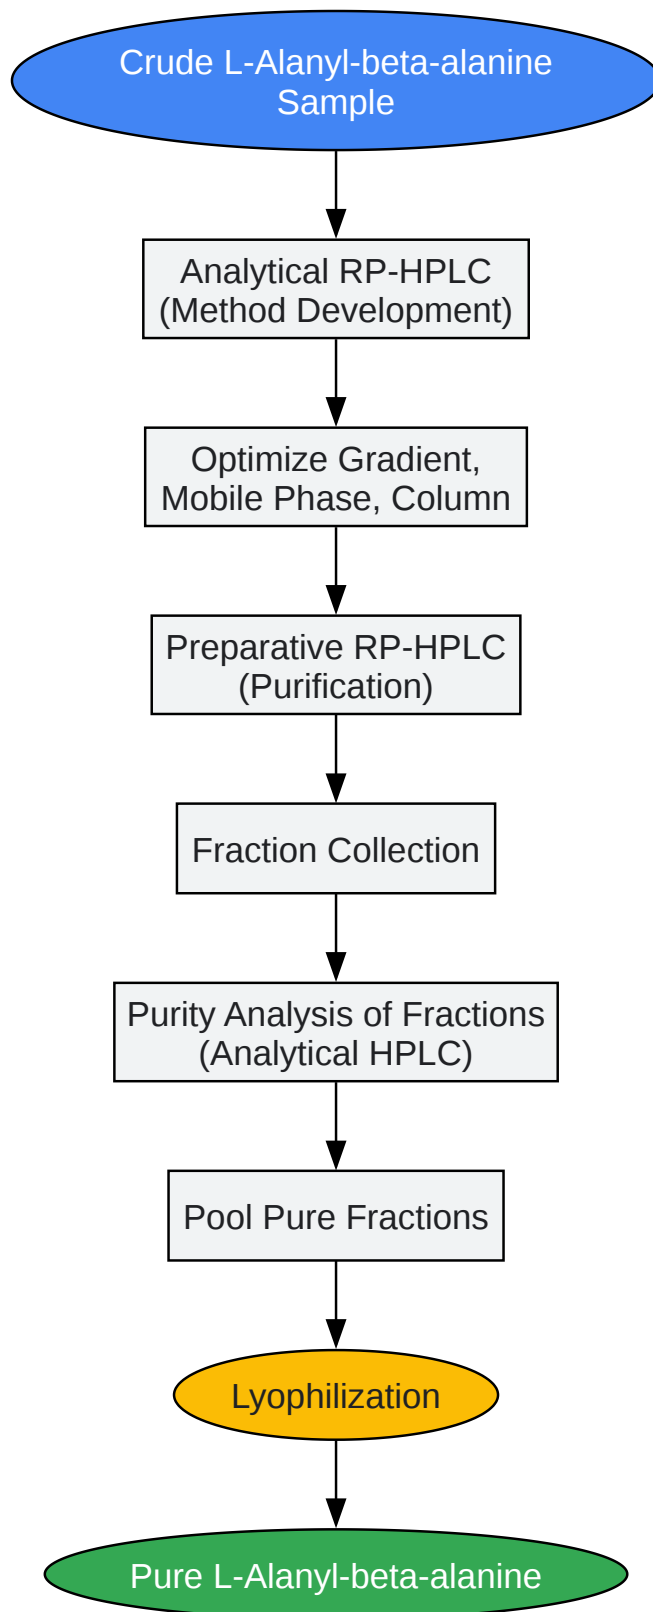 Crude L-Alanyl-beta-alanine
Sample
Analytical RP-HPLC
(Method Development)
Optimize Gradient,
Mobile Phase, Column
Preparative RP-HPLC
(Purification)
Fraction Collection
Purity Analysis of Fractions
(Analytical HPLC)
Pool Pure Fractions
Lyophilization
Pure L-Alanyl-beta-alanine